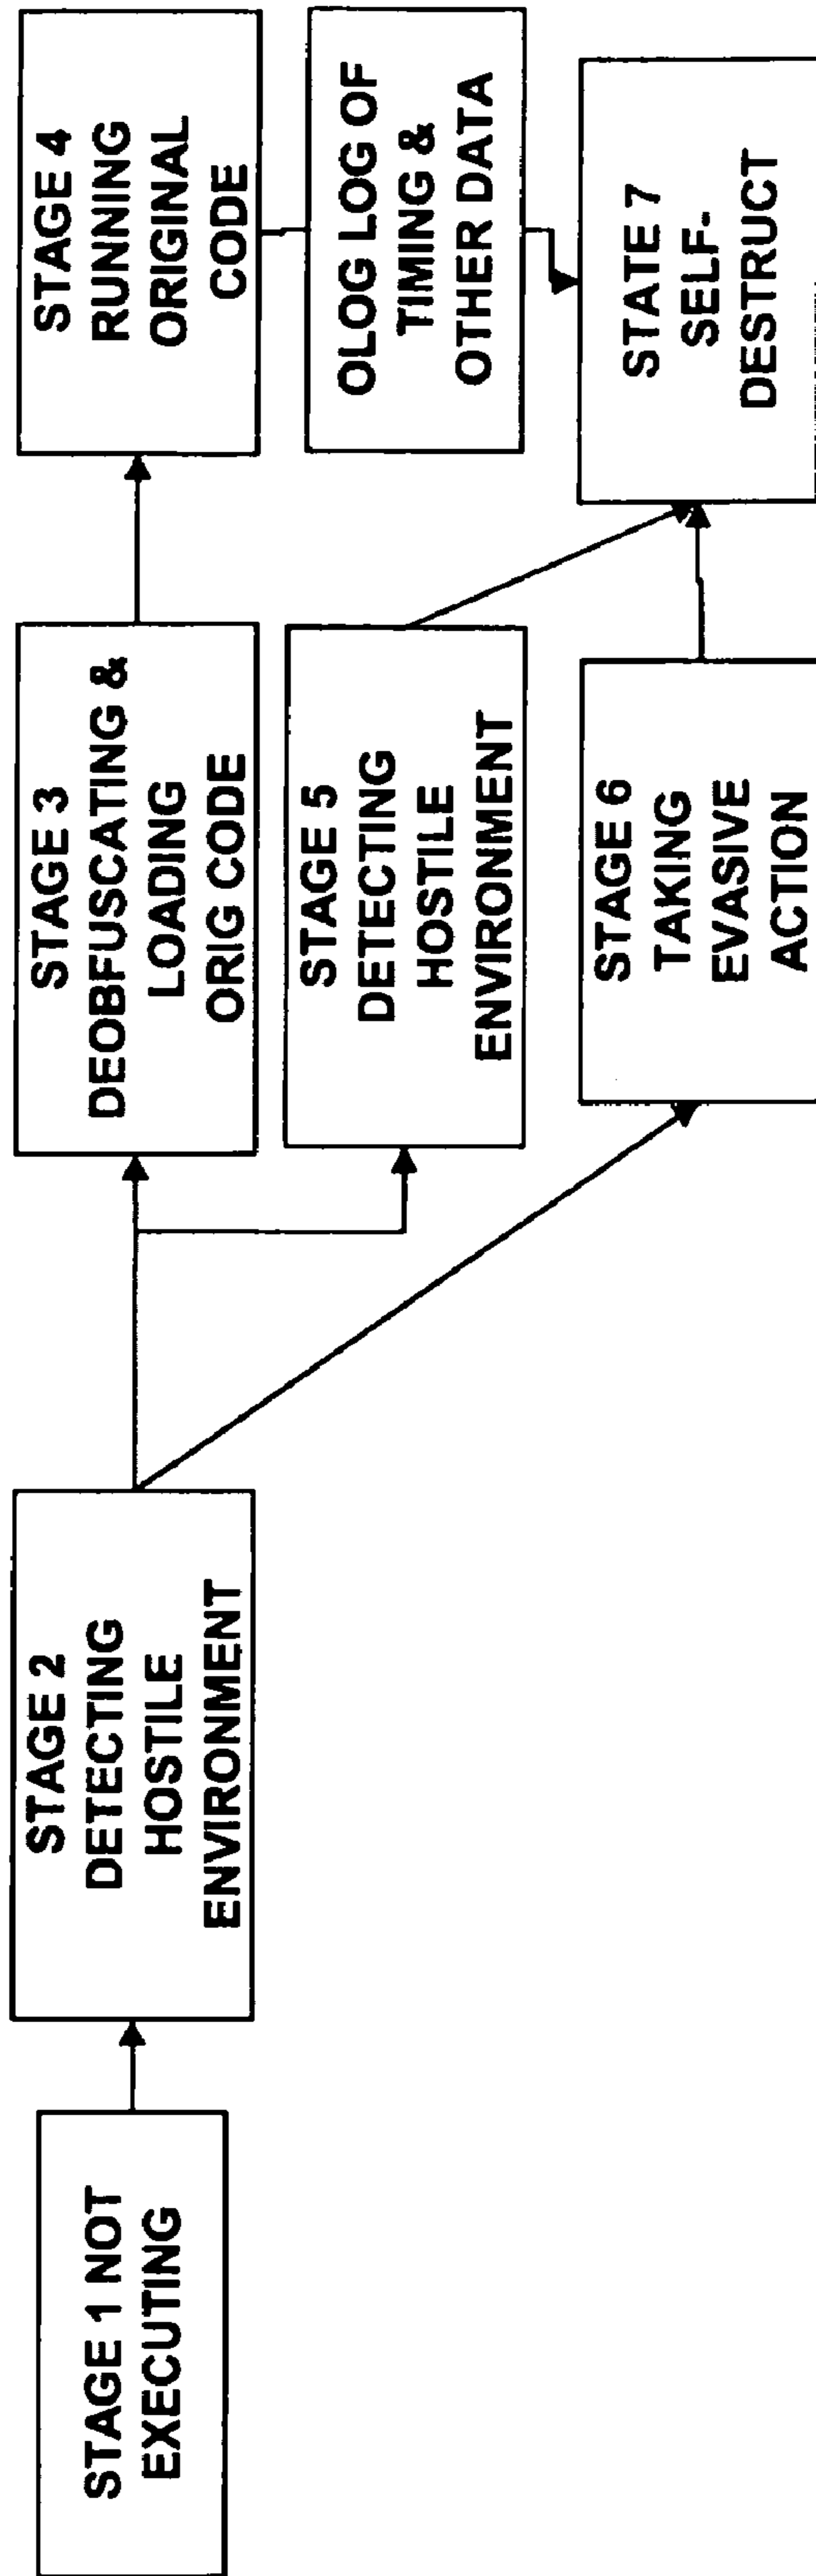 STAGE 1 NOT
EXECUTING
STAGE 2
DETECTING
HOSTILE
ENVIRONMENT
STAGE 3
DEOBFUSCATING &
LOADING
ORIG CODE
STAGE 4
RUNNING
ORIGINAL
CODE
STAGE 5
DETECTING
HOSTILE
ENVIRONMENT
OLOG LOG OF
TIMING &
OTHER DATA
STAGE 6
TAKING
EVASIVE
ACTION
STATE 7
SELF-
DESTRUCT